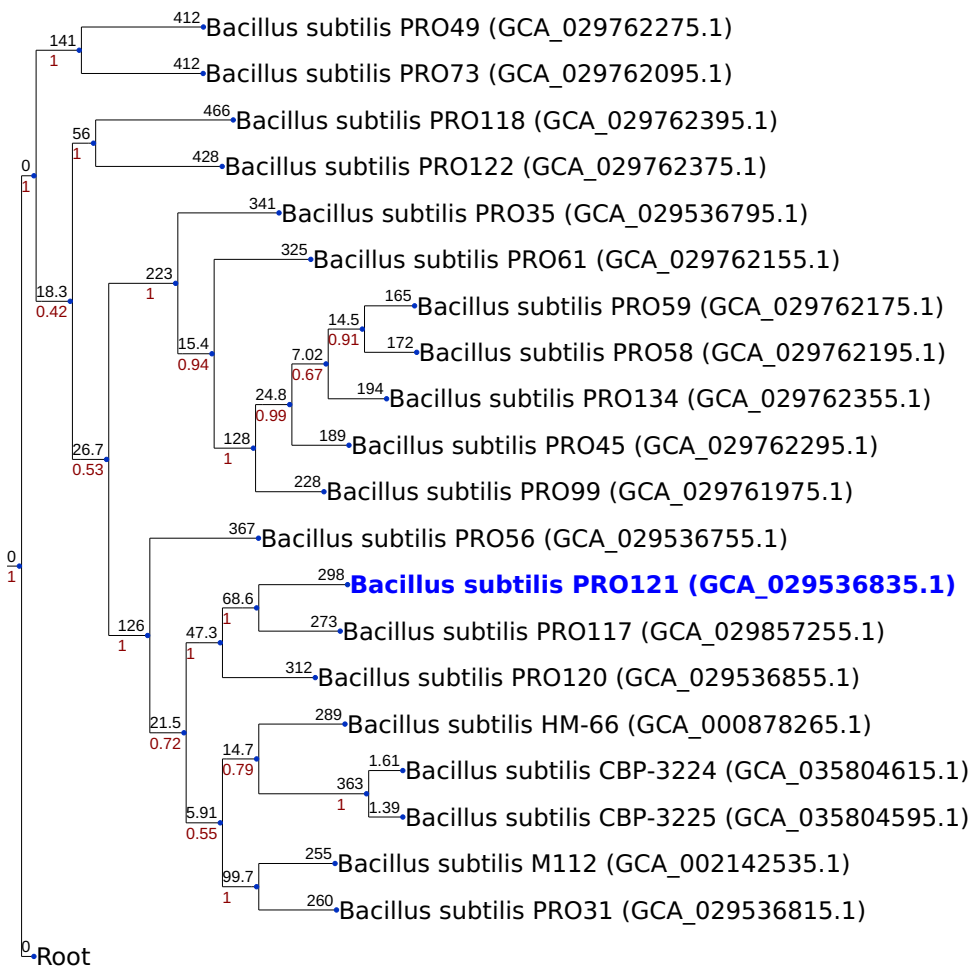 412 Bacillus subtilis PRO49 (GCA_029762275.1)
141
1
412 Bacillus subtilis PRO73 (GCA_029762095.1)
466 Bacillus subtilis PRO118 (GCA_029762395.1)
56
1
428 Bacillus subtilis PRO122 (GCA_029762375.1)
0
1
341 Bacillus subtilis PRO35 (GCA_029536795.1)
325 Bacillus subtilis PRO61 (GCA_029762155.1)
223
1
18.3
0.42
165 Bacillus subtilis PRO59 (GCA_029762175.1)
14.5
0.91
15.4
0.94
172 Bacillus subtilis PRO58 (GCA_029762195.1)
7.02
0.67
194 Bacillus subtilis PRO134 (GCA_029762355.1)
24.8
0.99
189 Bacillus subtilis PRO45 (GCA_029762295.1)
128
1
26.7
0.53
228 Bacillus subtilis PRO99 (GCA_029761975.1)
367 Bacillus subtilis PRO56 (GCA_029536755.1)
0
1
298 Bacillus subtilis PRO121 (GCA_029536835.1)
68.6
1
273 Bacillus subtilis PRO117 (GCA_029857255.1)
126
1
47.3
1
312 Bacillus subtilis PRO120 (GCA_029536855.1)
289 Bacillus subtilis HM-66 (GCA_000878265.1)
21.5
0.72
14.7
0.79
1.61 Bacillus subtilis CBP-3224 (GCA_035804615.1)
363
1
1.39 Bacillus subtilis CBP-3225 (GCA_035804595.1)
5.91
0.55
255 Bacillus subtilis M112 (GCA_002142535.1)
99.7
1
260 Bacillus subtilis PRO31 (GCA_029536815.1)
0 Root